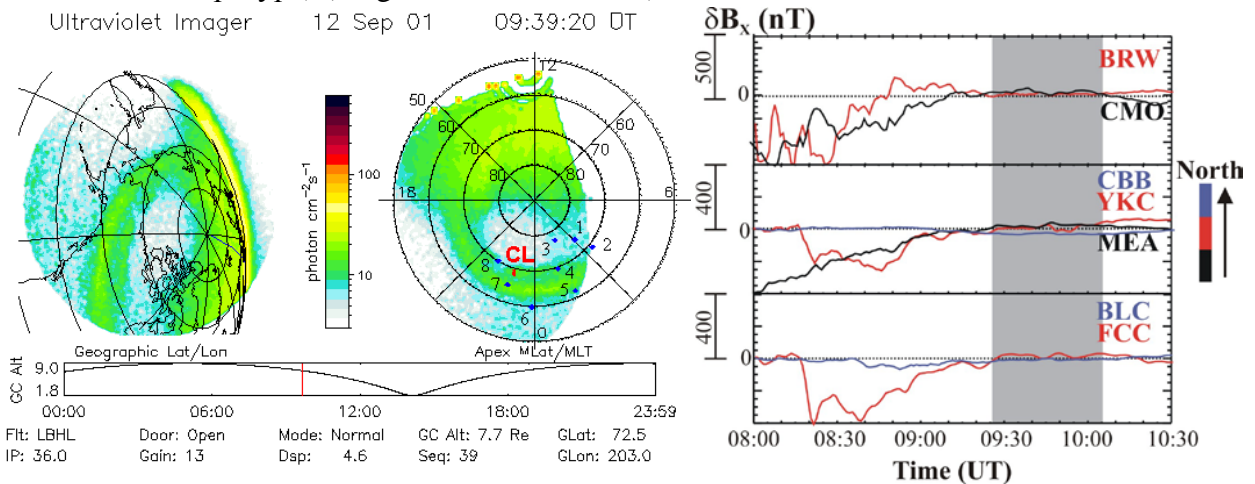 Ultraviolet Imager 12 Sep 01 09:39:20 UT
photon cm⁻²s⁻¹
100
10
12
60
60
70
70
80
80
18
6
1
2
3
CL
8
4
7
5
6
0
Geographic Lat/Lon
Apex MLat/MLT
GC Alt
9.0
1.8
00:00 06:00 12:00 18:00 23:59
Flt: LBHL Door: Open Mode: Normal GC Alt: 7.7 Re GLat: 72.5
IP: 36.0 Gain: 13 Dsp: 4.6 Seq: 39 GLon: 203.0
δBₓ (nT)
500
0
BRW
CMO
400
0
CBB
YKC
MEA
400
0
BLC
FCC
08:00 08:30 09:00 09:30 10:00 10:30
Time (UT)
North